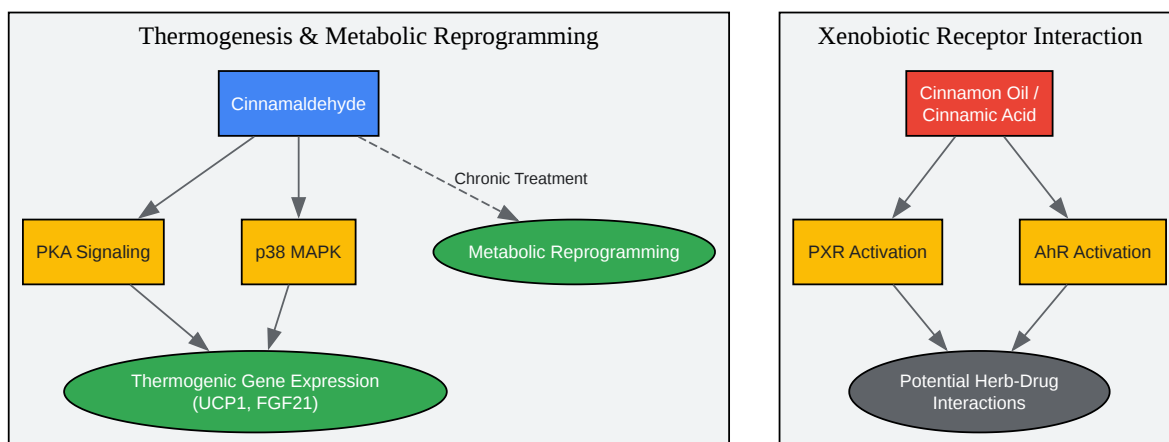 Thermogenesis & Metabolic Reprogramming
Cinnamaldehyde
Chronic Treatment
PKA Signaling
p38 MAPK
Metabolic Reprogramming
Thermogenic Gene Expression
(UCP1, FGF21)
Xenobiotic Receptor Interaction
Cinnamon Oil /
Cinnamic Acid
PXR Activation
AhR Activation
Potential Herb-Drug
Interactions